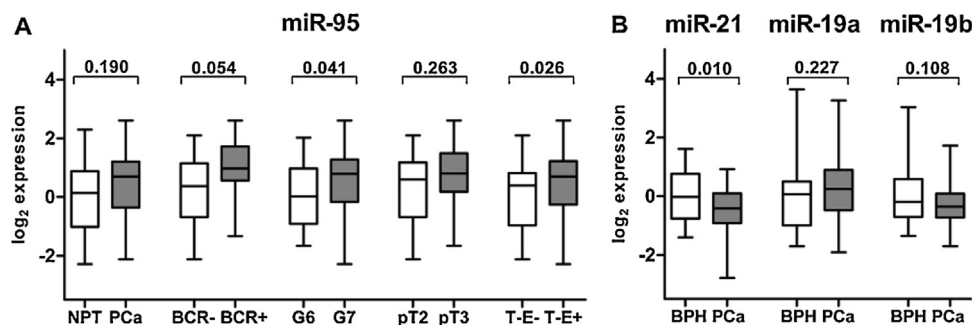 A miR-95
0.190 0.054 0.041 0.263 0.026
log2 expression
4
2
0
-2
NPT PCa BCR- BCR+ G6 G7 pT2 pT3 T-E- T-E+
B miR-21 miR-19a miR-19b
0.010 0.227 0.108
log2 expression
4
2
0
-2
BPH PCa BPH PCa BPH PCa